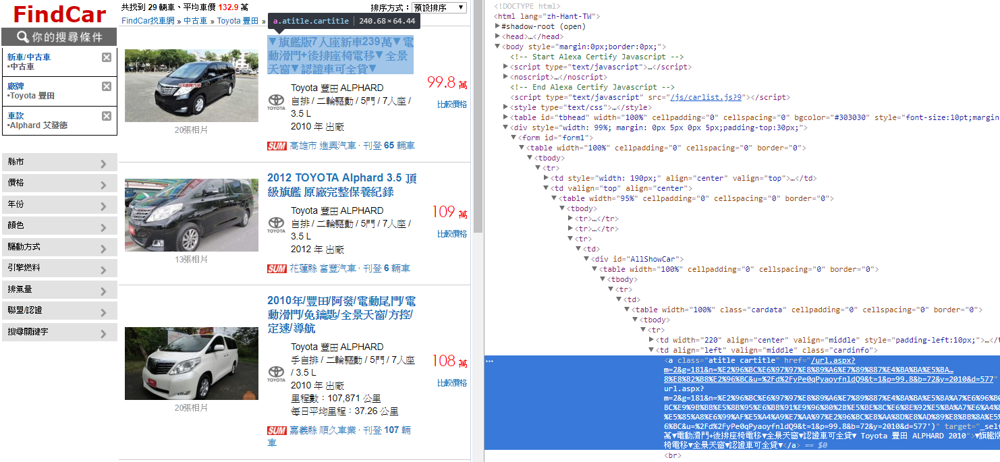 FindCar
你的搜尋條件
新車/中古車
•中古車
廠牌
•Toyota 豐田
車款
•Alphard 艾發德
縣市
價格
年份
顏色
驅動方式
引擎燃料
排氣量
聯盟/認證
搜尋關鍵字
共找到 29 輛車、平均車價 132.9 萬
排序方式：預設排序 ▼
FindCar找車網 » 中古車 » Toyota 豐田 »
a.atitle.cartitle 240.68×64.44
▼旗艦版7人座新車239萬▼電
動滑門+後排座椅電移▼全景
天窗▼認證車可全貸▼
20張相片
TOYOTA
Toyota 豐田 ALPHARD
自排 / 二輪驅動 / 5門 / 7人座 /
3.5 L
2010 年 出廠
99.8 萬
比較價格
SUM 高雄市 進興汽車 · 刊登 65 輛車
2012 TOYOTA Alphard 3.5 頂
級旗艦 原廠完整保養紀錄
13張相片
TOYOTA
Toyota 豐田 ALPHARD
自排 / 二輪驅動 / 5門 / 7人座 /
3.5 L
2012 年 出廠
109 萬
比較價格
SUM 花蓮縣 富豐汽車 · 刊登 6 輛車
2010年/豐田/阿發/電動尾門/電
動滑門/免鑰匙/全景天窗/方控/
定速/導航
20張相片
TOYOTA
Toyota 豐田 ALPHARD
手自排 / 二輪驅動 / 5門 / 7人座
/ 3.5 L
2010 年 出廠
里程數：107,871 公里
每日平均里程：37.26 公里
108 萬
比較價格
SUM 嘉義縣 順久車業 · 刊登 107 輛
車
<!DOCTYPE html>
<html lang="zh-Hant-TW">
▶#shadow-root (open)
▶<head>…</head>
▼<body style="margin:0px;border:0px;">
<!-- Start Alexa Certify Javascript -->
▶<script type="text/javascript">…</script>
▶<noscript>…</noscript>
<!-- End Alexa Certify Javascript -->
<script type="text/javascript" src="/js/carlist.js?9"></script>
▶<style type="text/css">…</style>
▶<table id="tbhead" width="100%" cellpadding="0" cellspacing="0" bgcolor="#303030" style="font-size:10pt;margin
▼<div style="width: 99%; margin: 0px 5px 0px 5px;padding-top:30px;">
▼<form id="form1">
▼<table width="100%" cellpadding="0" cellspacing="0" border="0">
▼<tbody>
▼<tr>
▶<td style="width: 190px;" align="center" valign="top">…</td>
▼<td valign="top" align="center">
▼<table width="95%" cellpadding="0" cellspacing="0" border="0">
▼<tbody>
▶<tr>…</tr>
▶<tr>…</tr>
▼<tr>
▼<td>
▼<div id="AllShowCar">
▼<table width="100%" cellpadding="0" cellspacing="0" border="0">
▼<tbody>
▼<tr>
▼<td>
▼<table width="100%" class="cardata" cellpadding="0" cellspacing="0" border="0">
▼<tbody>
▼<tr>
▶<td width="220" align="center" valign="middle" style="padding-left:10px;">…</t
▼<td align="left" valign="middle" class="cardinfo">
<a class="atitle cartitle" href="/url.aspx?
m=2&g=181&n=%E2%96%BC%E6%97%97%E8%89%A6%E7%89%887%E4%BA%BA%E5%BA…
8%E8%B2%B8%E2%96%BC&u=%2Fd%2FyPe0qPyaoyfnldQ9&t=1&p=99.8&b=72&y=2010&d=577"
url.aspx?
m=2&g=181&n=%E2%96%BC%E6%97%97%E8%89%A6%E7%89%887%E4%BA%BA%E5%BA%A7%E6%96%B
BC%E9%9B%BB%E5%8B%95%E6%BB%91%E9%96%80%2B%E5%BE%8C%E6%8E%92%E5%BA%A7%E6%A4%
%E5%85%A8%E6%99%AF%E5%A4%A9%E7%AA%97%E2%96%BC%E8%AA%8D%E8%AD%89%E8%BB%8A%E5%
6%BC&u=%2Fd%2FyPe0qPyaoyfnldQ9&t=1&p=99.8&b=72&y=2010&d=577')" target="_sel
萬▼電動滑門+後排座椅電移▼全景天窗▼認證車可全貸▼ Toyota 豐田 ALPHARD 2010">▼旗艦版
椅電移▼全景天窗▼認證車可全貸▼</a> == $0
<br>